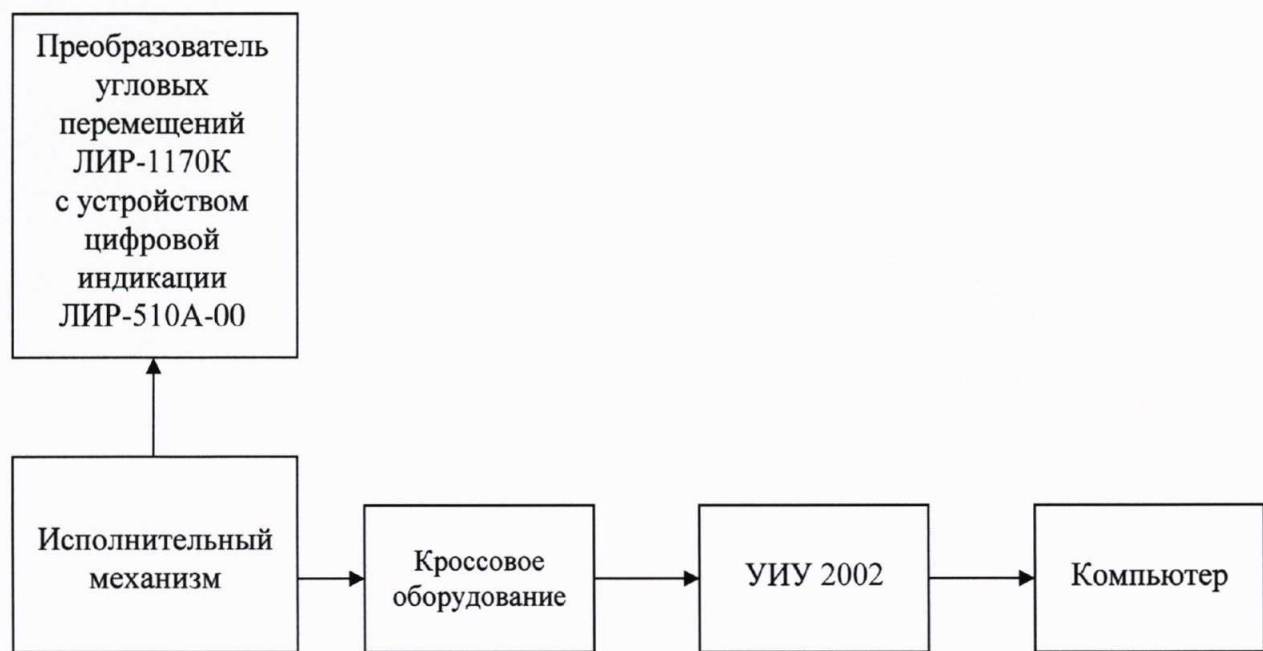 Преобразователь
угловых
перемещений
ЛИР-1170К
с устройством
цифровой
индикации
ЛИР-510А-00
Исполнительный
механизм
Кроссовое
оборудование
УИУ 2002
Компьютер